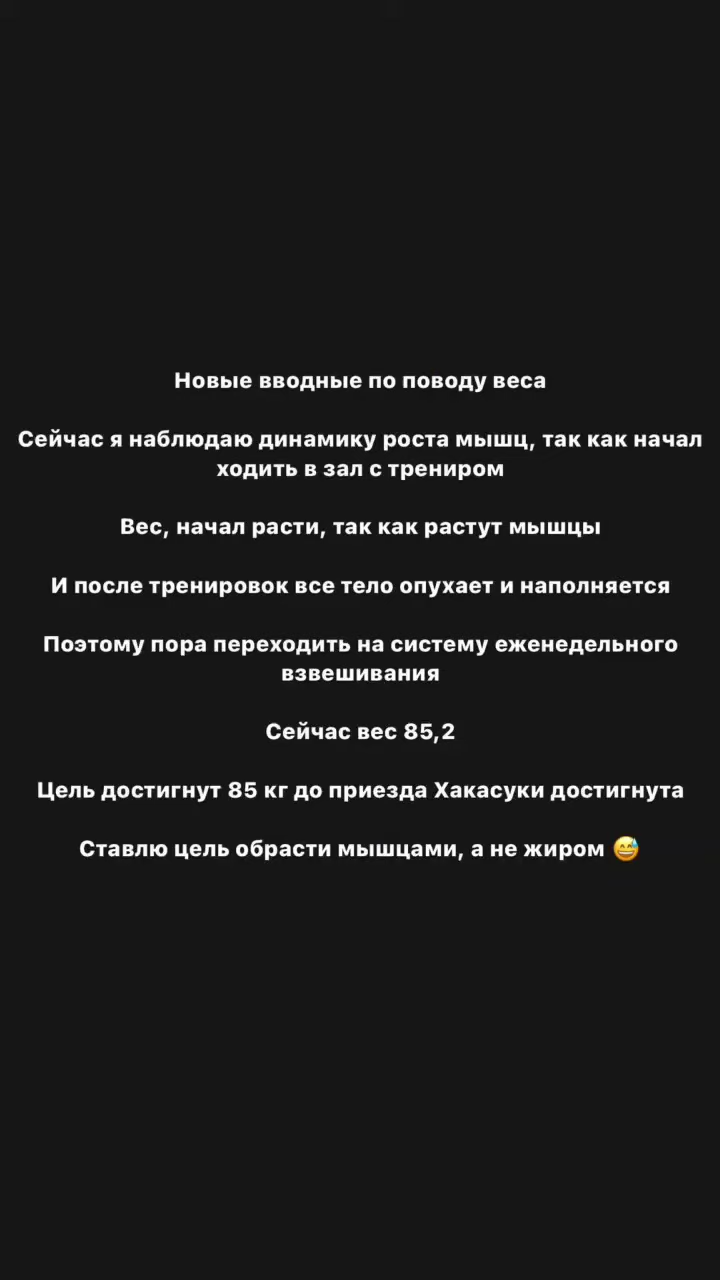 Новые вводные по поводу веса
Сейчас я наблюдаю динамику роста мышц, так как начал
ходить в зал с трениром
Вес, начал расти, так как растут мышцы
И после тренировок все тело опухает и наполняется
Поэтому пора переходить на систему еженедельного
взвешивания
Сейчас вес 85,2
Цель достигнут 85 кг до приезда Хакасуки достигнута
Ставлю цель обрасти мышцами, а не жиром 😅